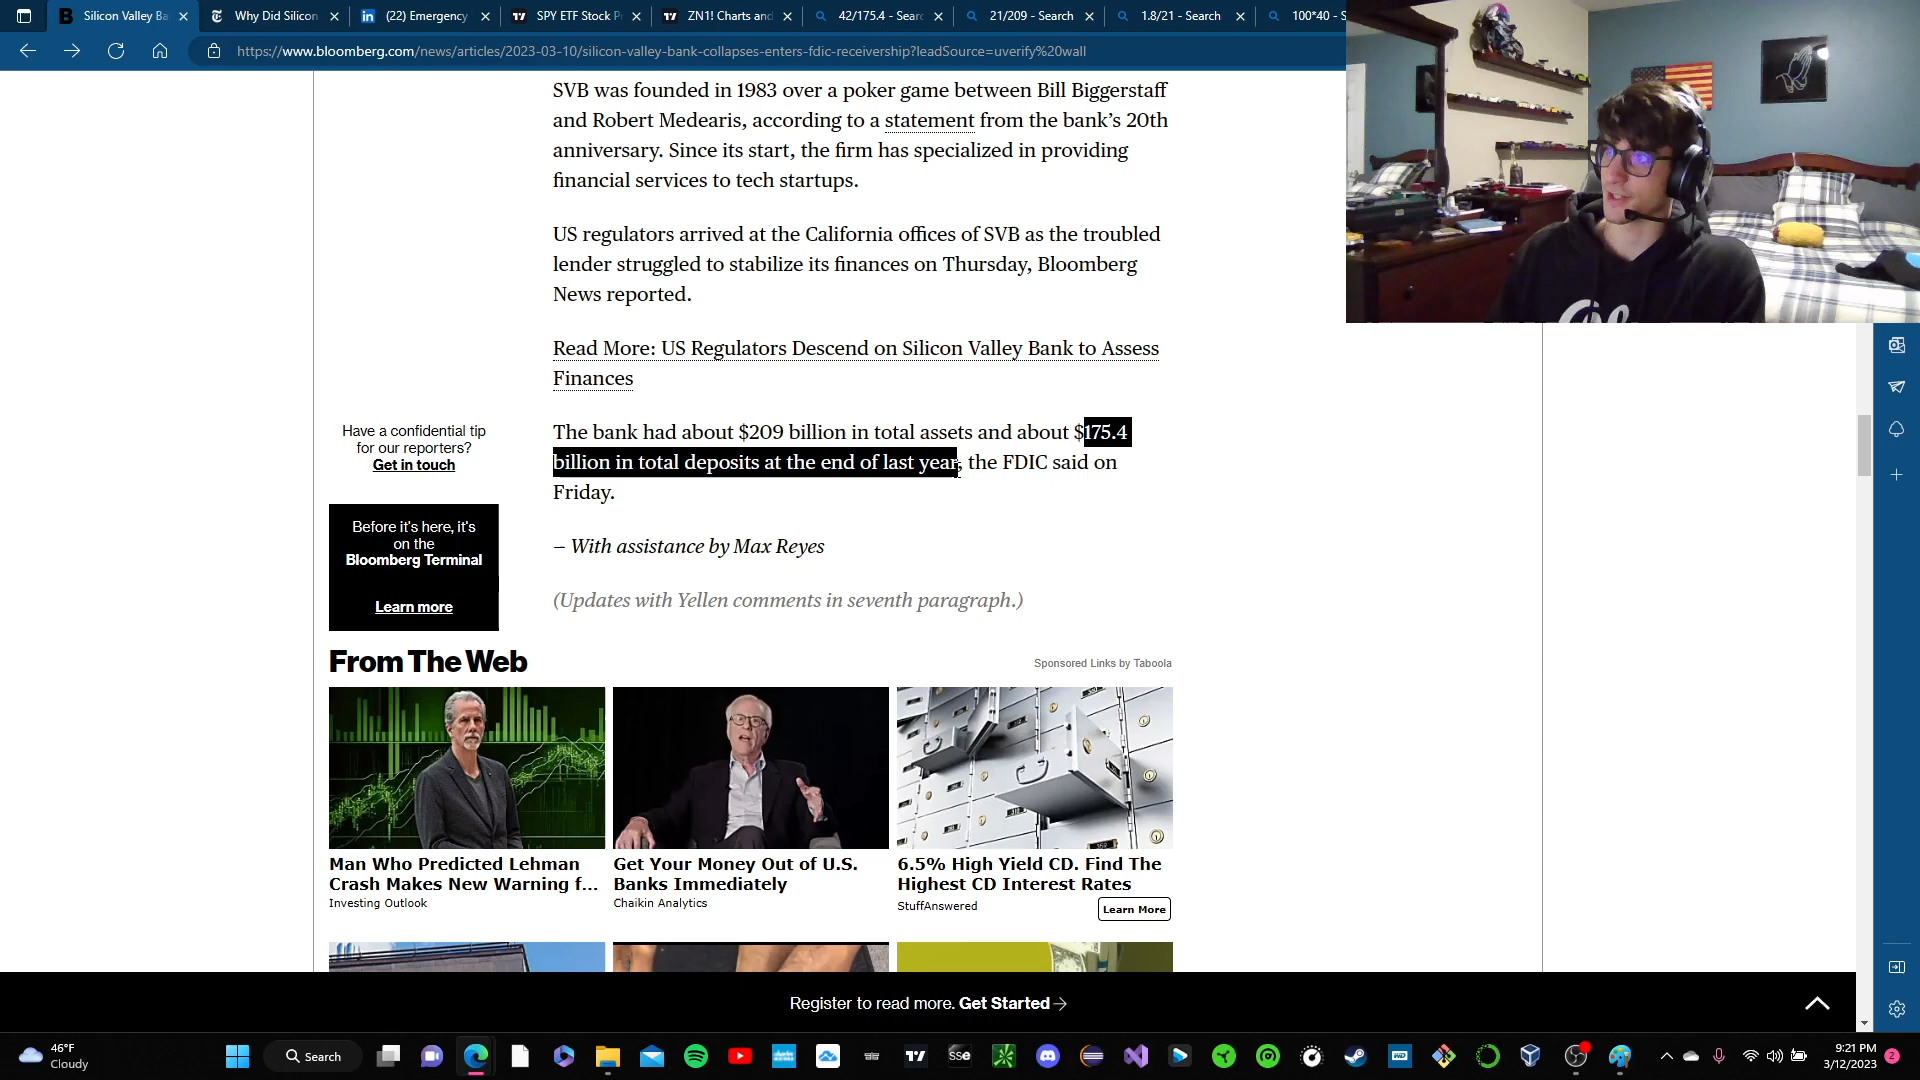 Silicon Valley Ba
Why Did Silicon
(22) Emergency
SPY ETF Stock P
ZN1! Charts and
42/175.4 - Searc
21/209 - Search
1.8/21 - Search
100*40 - S
https://www.bloomberg.com/news/articles/2023-03-10/silicon-valley-bank-collapses-enters-fdic-receivership?leadSource=uverify%20wall
SVB was founded in 1983 over a poker game between Bill Biggerstaff
and Robert Medearis, according to a statement from the bank’s 20th
anniversary. Since its start, the firm has specialized in providing
financial services to tech startups.
US regulators arrived at the California offices of SVB as the troubled
lender struggled to stabilize its finances on Thursday, Bloomberg
News reported.
Read More: US Regulators Descend on Silicon Valley Bank to Assess
Finances
The bank had about $209 billion in total assets and about $175.4
billion in total deposits at the end of last year, the FDIC said on
Friday.
– With assistance by Max Reyes
(Updates with Yellen comments in seventh paragraph.)
Have a confidential tip
for our reporters?
Get in touch
Before it's here, it's
on the
Bloomberg Terminal
Learn more
From The Web
Sponsored Links by Taboola
Man Who Predicted Lehman
Crash Makes New Warning f...
Investing Outlook
Get Your Money Out of U.S.
Banks Immediately
Chaikin Analytics
6.5% High Yield CD. Find The
Highest CD Interest Rates
StuffAnswered
Learn More
Register to read more. Get Started
46°F
Cloudy
Search
SSE
9:21 PM
3/12/2023
2